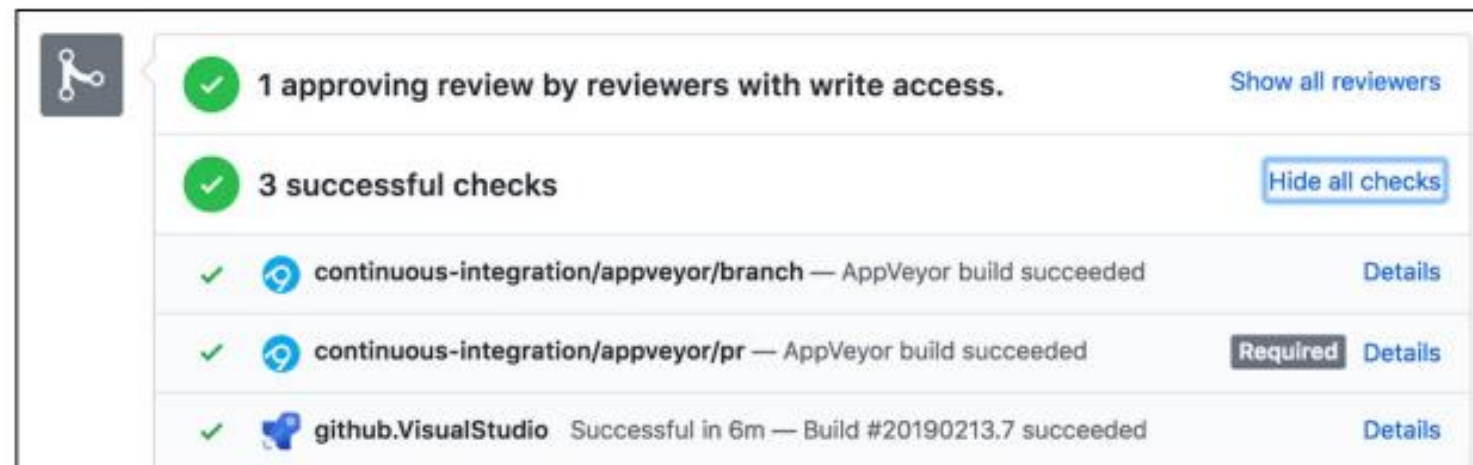 1 approving review by reviewers with write access. Show all reviewers
3 successful checks Hide all checks
continuous-integration/appveyor/branch — AppVeyor build succeeded Details
continuous-integration/appveyor/pr — AppVeyor build succeeded Required Details
github.VisualStudio Successful in 6m — Build #20190213.7 succeeded Details